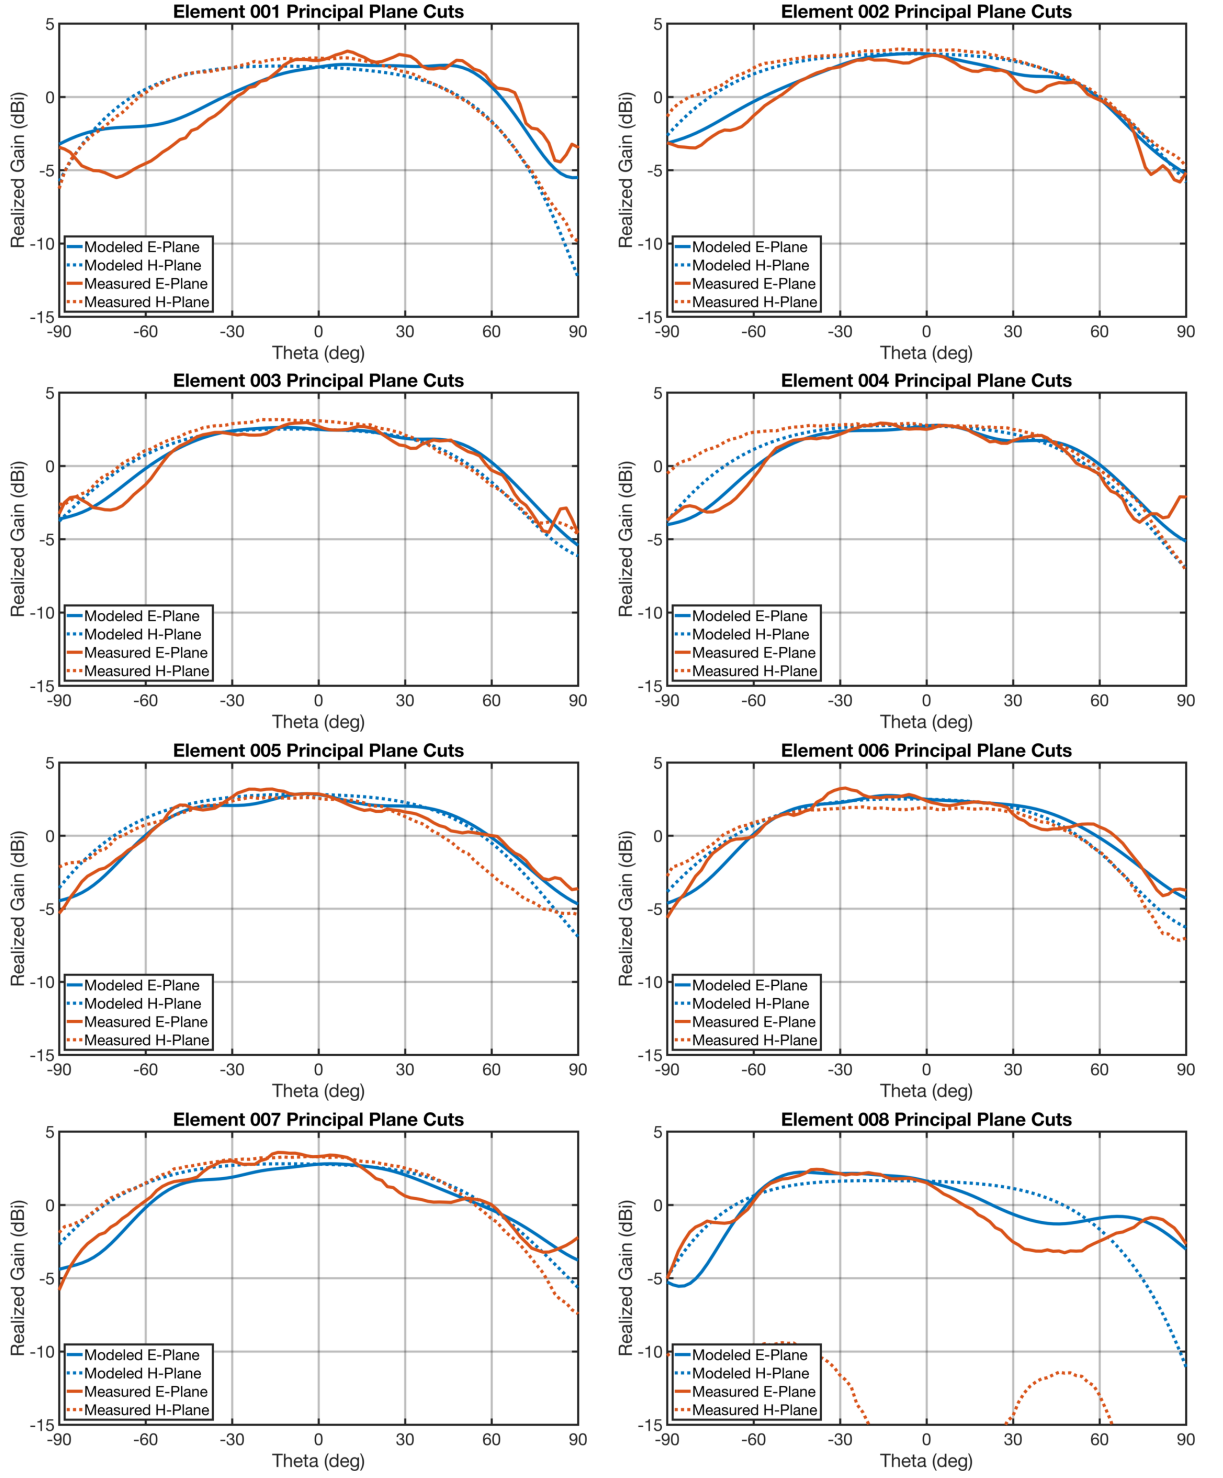 Element 001 Principal Plane Cuts
5
0
-5
-10
-15
Realized Gain (dBi)
Modeled E-Plane
Modeled H-Plane
Measured E-Plane
Measured H-Plane
-90 -60 -30 0 30 60 90
Theta (deg)
Element 002 Principal Plane Cuts
5
0
-5
-10
-15
Realized Gain (dBi)
Modeled E-Plane
Modeled H-Plane
Measured E-Plane
Measured H-Plane
-90 -60 -30 0 30 60 90
Theta (deg)
Element 003 Principal Plane Cuts
5
0
-5
-10
-15
Realized Gain (dBi)
Modeled E-Plane
Modeled H-Plane
Measured E-Plane
Measured H-Plane
-90 -60 -30 0 30 60 90
Theta (deg)
Element 004 Principal Plane Cuts
5
0
-5
-10
-15
Realized Gain (dBi)
Modeled E-Plane
Modeled H-Plane
Measured E-Plane
Measured H-Plane
-90 -60 -30 0 30 60 90
Theta (deg)
Element 005 Principal Plane Cuts
5
0
-5
-10
-15
Realized Gain (dBi)
Modeled E-Plane
Modeled H-Plane
Measured E-Plane
Measured H-Plane
-90 -60 -30 0 30 60 90
Theta (deg)
Element 006 Principal Plane Cuts
5
0
-5
-10
-15
Realized Gain (dBi)
Modeled E-Plane
Modeled H-Plane
Measured E-Plane
Measured H-Plane
-90 -60 -30 0 30 60 90
Theta (deg)
Element 007 Principal Plane Cuts
5
0
-5
-10
-15
Realized Gain (dBi)
Modeled E-Plane
Modeled H-Plane
Measured E-Plane
Measured H-Plane
-90 -60 -30 0 30 60 90
Theta (deg)
Element 008 Principal Plane Cuts
5
0
-5
-10
-15
Realized Gain (dBi)
Modeled E-Plane
Modeled H-Plane
Measured E-Plane
Measured H-Plane
-90 -60 -30 0 30 60 90
Theta (deg)